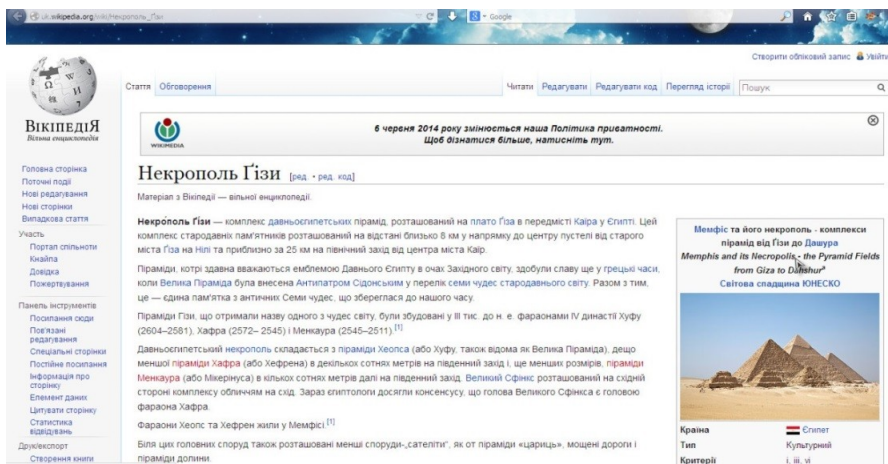 uk.wikipedia.org/wiki/Некрополь_Ґізи
Google
Створити обліковий запис Увійти
Стаття Обговорення Читати Редагувати Редагувати код Перегляд історії Пошук
ВІКІПЕДІЯ
Вільна енциклопедія
WIKIMEDIA
6 червня 2014 року змінюється наша Політика приватності.
Щоб дізнатися більше, натисніть тут.
Головна сторінка
Поточні події
Нові редагування
Нові сторінки
Випадкова стаття
Участь
Портал спільноти
Кнайпа
Довідка
Пожертвування
Панель інструментів
Посилання сюди
Пов'язані редагування
Спеціальні сторінки
Постійне посилання
Інформація про сторінку
Елемент даних
Цитувати сторінку
Статистика відвідувань
Друк/експорт
Створення книги
Некрополь Ґізи [ред. • ред. код]
Матеріал з Вікіпедії — вільної енциклопедії.
Некрополь Ґізи — комплекс давньоєгипетських пірамід, розташований на плато Ґіза в передмісті Каїра у Єгипті. Цей
комплекс стародавніх пам'ятників розташований на відстані близько 8 км у напрямку до центру пустелі від старого
міста Ґіза на Нілі та приблизно за 25 км на північний захід від центра міста Каїр.
Піраміди, котрі здавна вважаються емблемою Давнього Єгипту в очах Західного світу, здобули славу ще у грецькі часи,
коли Велика Піраміда була внесена Антипатром Сідонським у перелік семи чудес стародавнього світу. Разом з тим,
це — єдина пам'ятка з античних Семи чудес, що збереглася до нашого часу.
Піраміди Гізи, що отримали назву одного з чудес світу, були збудовані у III тис. до н. е. фараонами IV династії Хуфу
(2604–2581), Хафра (2572– 2545) і Менкаура (2545–2511).[1]
Давньоєгипетський некрополь складається з піраміди Хеопса (або Хуфу, також відома як Велика Піраміда), дещо
меншої піраміди Хафра (або Хефрена) в декількох сотнях метрів на південний захід і, ще менших розмірів, піраміди
Менкаура (або Мікерінуса) в кількох сотнях метрів далі на південний захід. Великий Сфінкс розташований на східній
стороні комплексу обличчям на схід. Зараз єгиптологи досягли консенсусу, що голова Великого Сфінкса є головою
фараона Хафра.
Фараони Хеопс та Хефрен жили у Мемфісі.[1]
Біля цих головних споруд також розташовані менші споруди-„сателіти", як от піраміди «цариць», мощені дороги і
піраміди долини.
Мемфіс та його некрополь - комплекси
пірамід від Ґізи до Дашура
Memphis and its Necropolis - the Pyramid Fields
from Giza to Dahshur
Світова спадщина ЮНЕСКО
Країна Єгипет
Тип Культурний
Критерії i, iii, vi